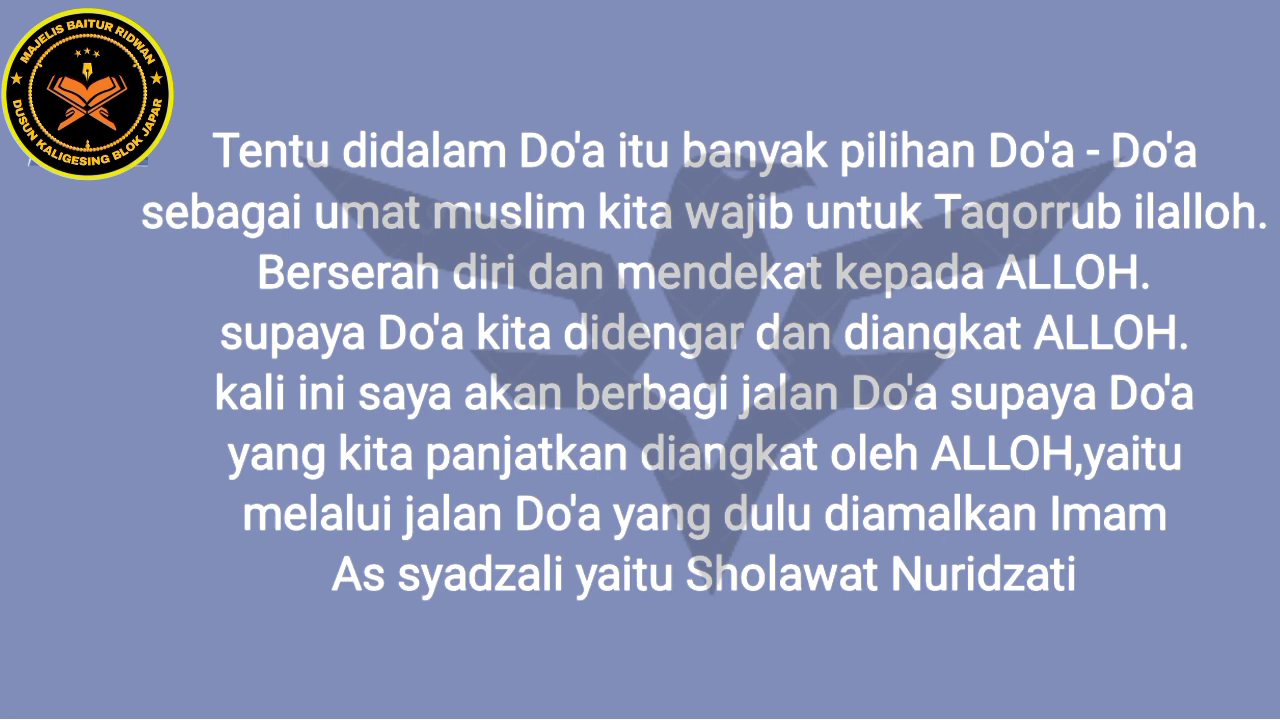 MAJELIS BAITUR RIDWAN
DUSUN KALIGESING BLOK JAPAR
Tentu didalam Do'a itu banyak pilihan Do'a - Do'a
sebagai umat muslim kita wajib untuk Taqorrub ilalloh.
Berserah diri dan mendekat kepada ALLOH.
supaya Do'a kita didengar dan diangkat ALLOH.
kali ini saya akan berbagi jalan Do'a supaya Do'a
yang kita panjatkan diangkat oleh ALLOH,yaitu
melalui jalan Do'a yang dulu diamalkan Imam
As syadzali yaitu Sholawat Nuridzati